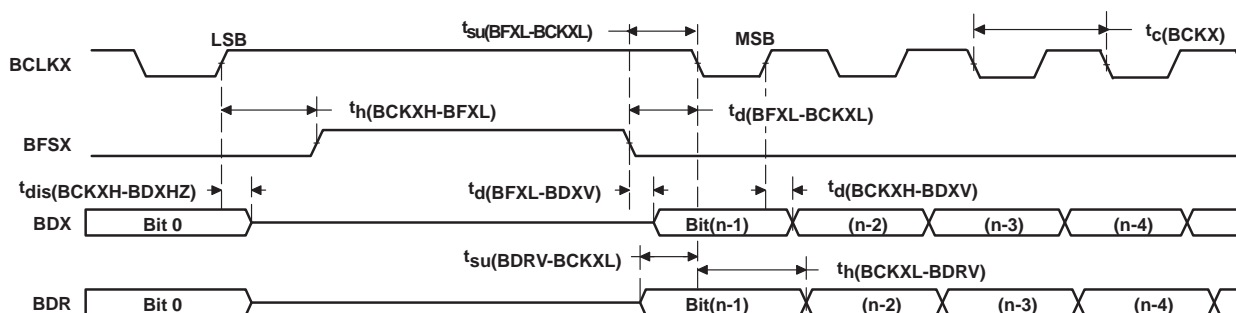 tsu(BFXL-BCKXL)
LSB
MSB
tc(BCKX)
BCLKX
th(BCKXH-BFXL)
td(BFXL-BCKXL)
BFSX
tdis(BCKXH-BDXHZ)
td(BFXL-BDXV)
td(BCKXH-BDXV)
BDX Bit 0 Bit(n-1) (n-2) (n-3) (n-4)
tsu(BDRV-BCKXL)
th(BCKXL-BDRV)
BDR Bit 0 Bit(n-1) (n-2) (n-3) (n-4)